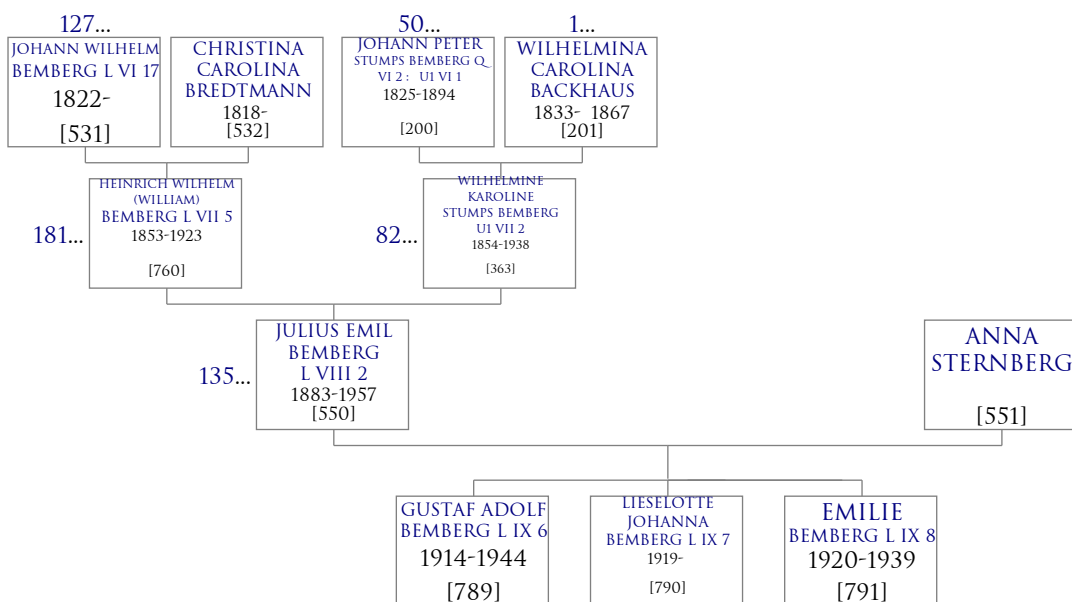 127...
JOHANN WILHELM
BEMBERG L VI 17
1822-
[531]
CHRISTINA
CAROLINA
BREDTMANN
1818-
[532]
50...
JOHANN PETER
STUMPS BEMBERG Q
VI 2 : U1 VI 1
1825-1894
[200]
1...
WILHELMINA
CAROLINA
BACKHAUS
1833- 1867
[201]
181...
HEINRICH WILHELM
(WILLIAM)
BEMBERG L VII 5
1853-1923
[760]
82...
WILHELMINE
KAROLINE
STUMPS BEMBERG
U1 VII 2
1854-1938
[363]
135...
JULIUS EMIL
BEMBERG
L VIII 2
1883-1957
[550]
ANNA
STERNBERG
[551]
GUSTAF ADOLF
BEMBERG L IX 6
1914-1944
[789]
LIESELOTTE
JOHANNA
BEMBERG L IX 7
1919-
[790]
EMILIE
BEMBERG L IX 8
1920-1939
[791]